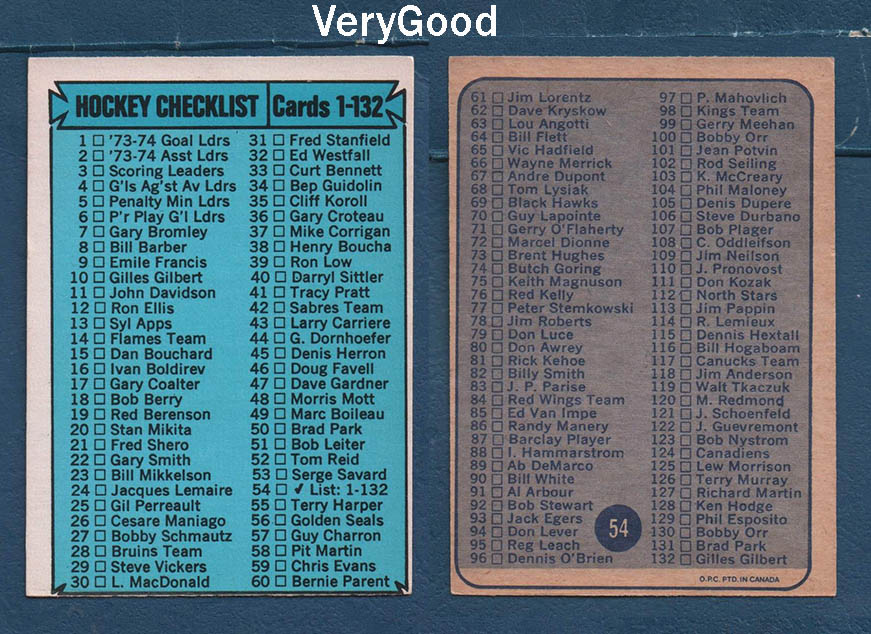 VeryGood
HOCKEY CHECKLIST Cards 1-132
1 □ '73-74 Goal Ldrs
2 □ '73-74 Asst Ldrs
3 □ Scoring Leaders
4 □ G'ls Ag'st Av Ldrs
5 □ Penalty Min Ldrs
6 □ P'r Play G'l Ldrs
7 □ Gary Bromley
8 □ Bill Barber
9 □ Emile Francis
10 □ Gilles Gilbert
11 □ John Davidson
12 □ Ron Ellis
13 □ Syl Apps
14 □ Flames Team
15 □ Dan Bouchard
16 □ Ivan Boldirev
17 □ Gary Coalter
18 □ Bob Berry
19 □ Red Berenson
20 □ Stan Mikita
21 □ Fred Shero
22 □ Gary Smith
23 □ Bill Mikkelson
24 □ Jacques Lemaire
25 □ Gil Perreault
26 □ Cesare Maniago
27 □ Bobby Schmautz
28 □ Bruins Team
29 □ Steve Vickers
30 □ L. MacDonald
31 □ Fred Stanfield
32 □ Ed Westfall
33 □ Curt Bennett
34 □ Bep Guidolin
35 □ Cliff Koroll
36 □ Gary Croteau
37 □ Mike Corrigan
38 □ Henry Boucha
39 □ Ron Low
40 □ Darryl Sittler
41 □ Tracy Pratt
42 □ Sabres Team
43 □ Larry Carriere
44 □ G. Dornhoefer
45 □ Denis Herron
46 □ Doug Favell
47 □ Dave Gardner
48 □ Morris Mott
49 □ Marc Boileau
50 □ Brad Park
51 □ Bob Leiter
52 □ Tom Reid
53 □ Serge Savard
54 □ ✓ List: 1-132
55 □ Terry Harper
56 □ Golden Seals
57 □ Guy Charron
58 □ Pit Martin
59 □ Chris Evans
60 □ Bernie Parent
61 □ Jim Lorentz
62 □ Dave Kryskow
63 □ Lou Angotti
64 □ Bill Flett
65 □ Vic Hadfield
66 □ Wayne Merrick
67 □ Andre Dupont
68 □ Tom Lysiak
69 □ Black Hawks
70 □ Guy Lapointe
71 □ Gerry O'Flaherty
72 □ Marcel Dionne
73 □ Brent Hughes
74 □ Butch Goring
75 □ Keith Magnuson
76 □ Red Kelly
77 □ Peter Stemkowski
78 □ Jim Roberts
79 □ Don Luce
80 □ Don Awrey
81 □ Rick Kehoe
82 □ Billy Smith
83 □ J. P. Parise
84 □ Red Wings Team
85 □ Ed Van Impe
86 □ Randy Manery
87 □ Barclay Player
88 □ I. Hammarstrom
89 □ Ab DeMarco
90 □ Bill White
91 □ Al Arbour
92 □ Bob Stewart
93 □ Jack Egers
94 □ Don Lever
95 □ Reg Leach
96 □ Dennis O'Brien
97 □ P. Mahovlich
98 □ Kings Team
99 □ Gerry Meehan
100 □ Bobby Orr
101 □ Jean Potvin
102 □ Rod Seiling
103 □ K. McCreary
104 □ Phil Maloney
105 □ Denis Dupere
106 □ Steve Durbano
107 □ Bob Plager
108 □ C. Oddleifson
109 □ Jim Neilson
110 □ J. Pronovost
111 □ Don Kozak
112 □ North Stars
113 □ Jim Pappin
114 □ R. Lemieux
115 □ Dennis Hextall
116 □ Bill Hogaboam
117 □ Canucks Team
118 □ Jim Anderson
119 □ Walt Tkaczuk
120 □ M. Redmond
121 □ J. Schoenfeld
122 □ J. Guevremont
123 □ Bob Nystrom
124 □ Canadiens
125 □ Lew Morrison
126 □ Terry Murray
127 □ Richard Martin
128 □ Ken Hodge
129 □ Phil Esposito
130 □ Bobby Orr
131 □ Brad Park
132 □ Gilles Gilbert
54
O.P.C. PTD. IN CANADA